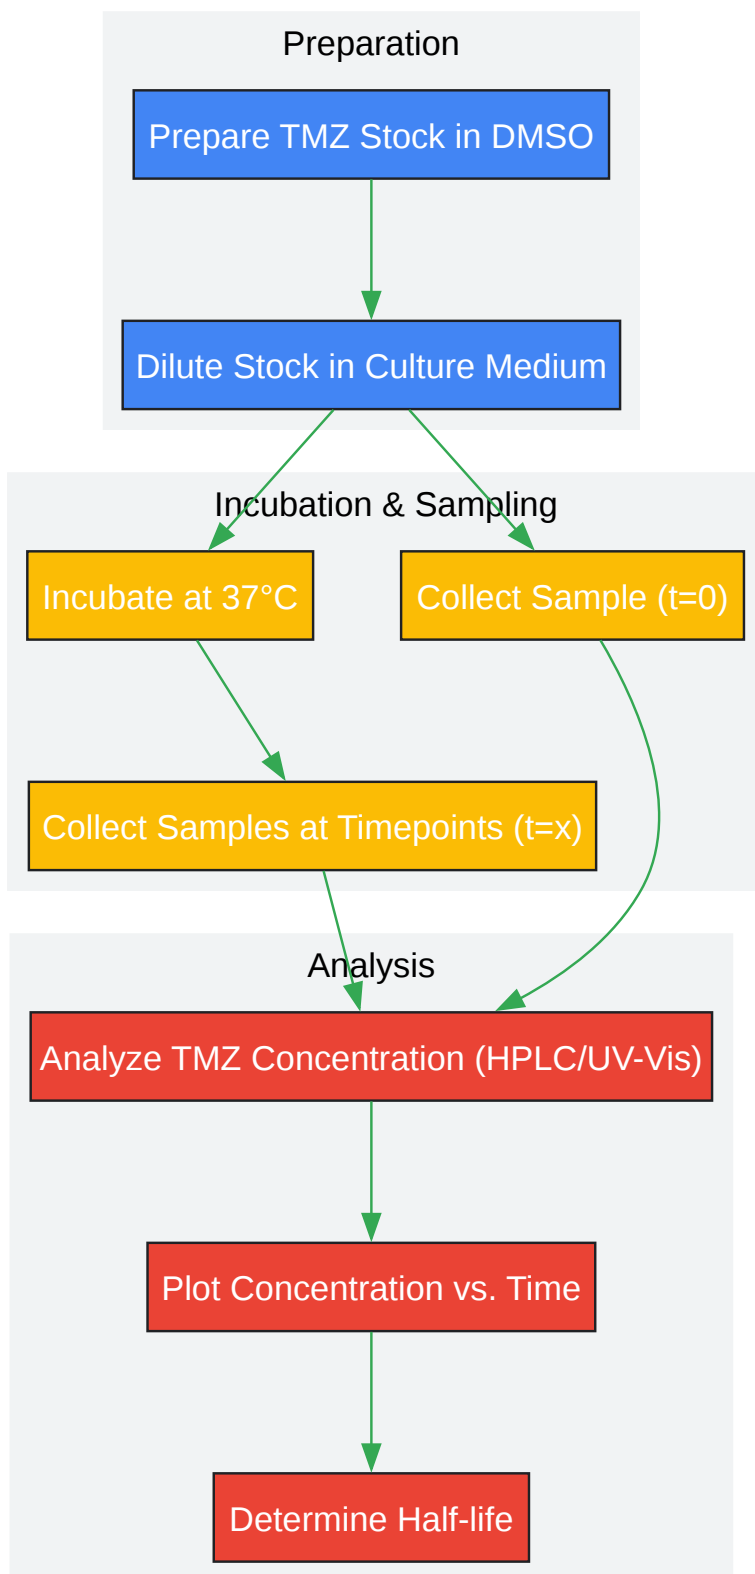 Preparation
Prepare TMZ Stock in DMSO
Dilute Stock in Culture Medium
Incubation & Sampling
Incubate at 37°C
Collect Sample (t=0)
Collect Samples at Timepoints (t=x)
Analysis
Analyze TMZ Concentration (HPLC/UV-Vis)
Plot Concentration vs. Time
Determine Half-life